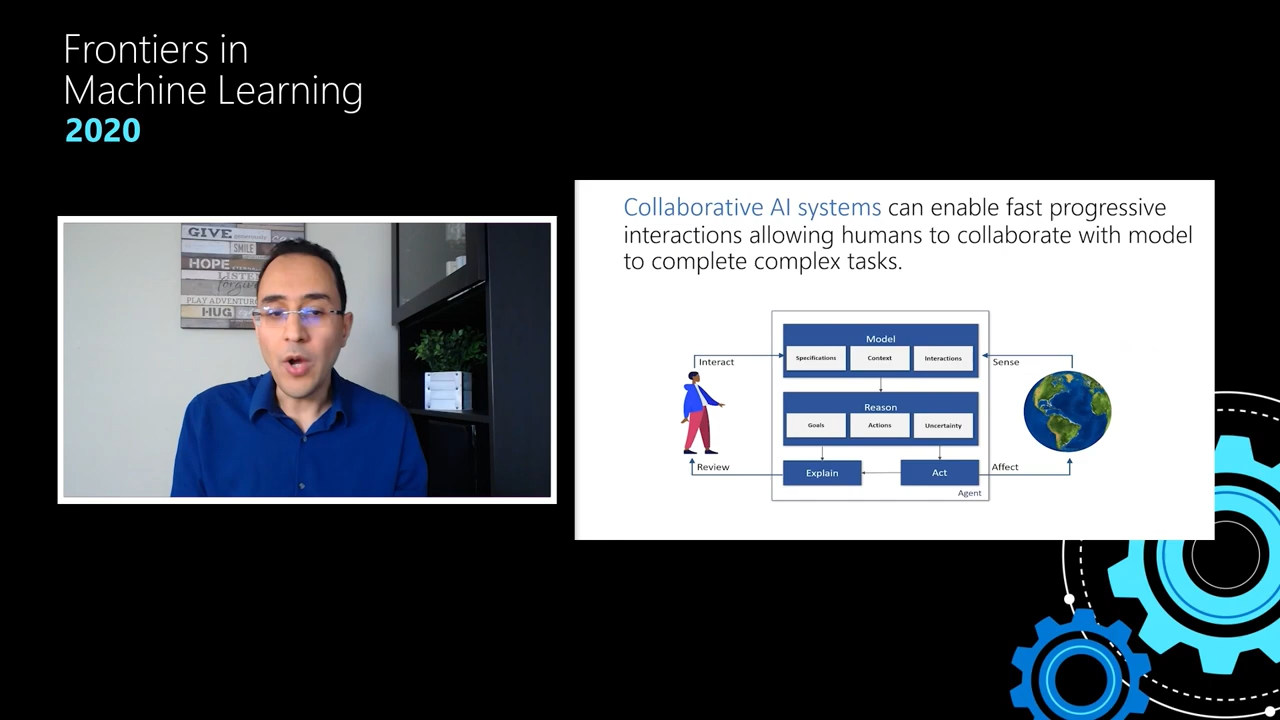 Frontiers in
Machine Learning
2020
GIVE
SMILE
HOPE
LISTEN
forgive
PLAY ADVENTURE
HUG
Collaborative AI systems can enable fast progressive
interactions allowing humans to collaborate with model
to complete complex tasks.
Model
Specifications Context Interactions
Interact
Sense
Reason
Goals Actions Uncertainty
Review
Explain
Act
Affect
Agent